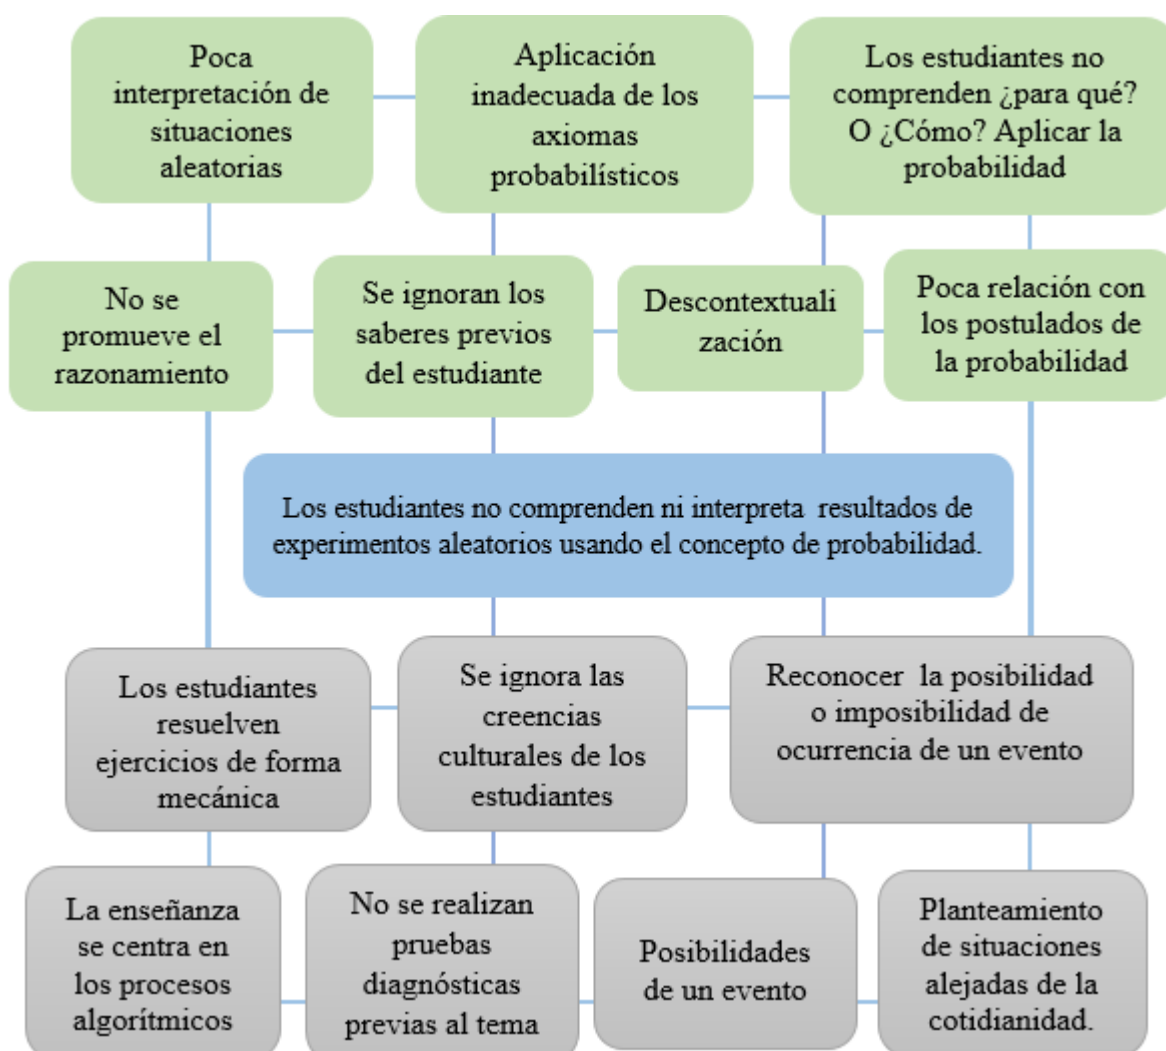 Poca
interpretación de
situaciones
aleatorias
Aplicación
inadecuada de los
axiomas
probabilísticos
Los estudiantes no
comprenden ¿para qué?
O ¿Cómo? Aplicar la
probabilidad
No se
promueve el
razonamiento
Se ignoran los
saberes previos
del estudiante
Descontextuali
zación
Poca relación con
los postulados de
la probabilidad
Los estudiantes no comprenden ni interpreta resultados de
experimentos aleatorios usando el concepto de probabilidad.
Los estudiantes
resuelven
ejercicios de forma
mecánica
Se ignora las
creencias
culturales de los
estudiantes
Reconocer la posibilidad
o imposibilidad de
ocurrencia de un evento
La enseñanza
se centra en
los procesos
algorítmicos
No se realizan
pruebas
diagnósticas
previas al tema
Posibilidades
de un evento
Planteamiento
de situaciones
alejadas de la
cotidianidad.